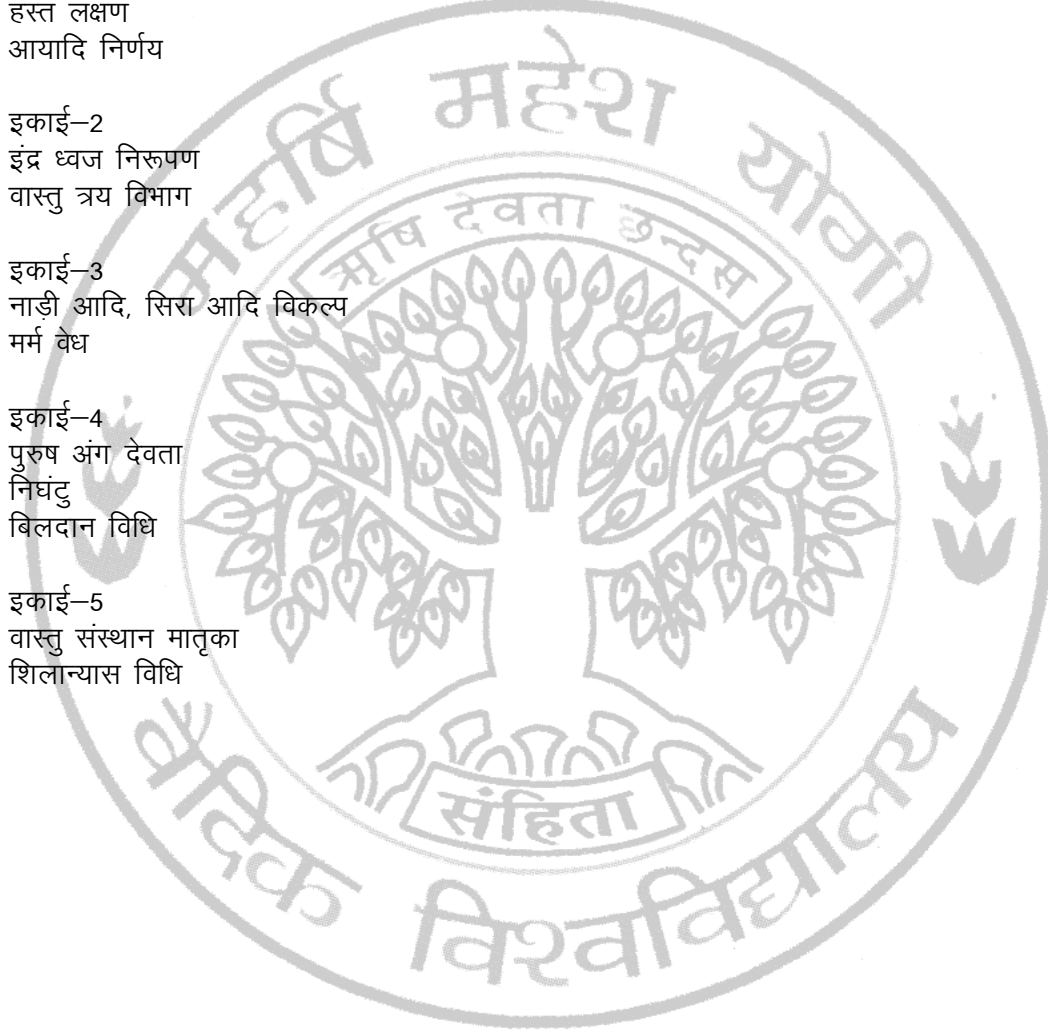 हस्त लक्षण
आयादि निर्णय
इकाई–2
इंद्र ध्वज निरूपण
वास्तु त्रय विभाग
इकाई–3
नाड़ी आदि, सिरा आदि विकल्प
मर्म वेध
इकाई–4
पुरुष अंग देवता
निघंटु
बिलदान विधि
इकाई–5
वास्तु संस्थान मातृका
शिलान्यास विधि
महर्षि महेश योगी
ऋषि देवता छन्दस
संहिता
वैदिक विश्वविद्यालय